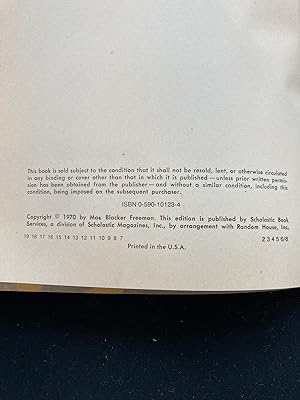 This book is sold subject to the condition that it shall not be resold, lent, or otherwise circulated
in any binding or cover other than that in which it is published—unless prior written permis-
sion has been obtained from the publisher—and without a similar condition, including this
condition, being imposed on the subsequent purchaser.
ISBN 0-590-10123-4
Copyright © 1970 by Mae Blacker Freeman. This edition is published by Scholastic Book
Services, a division of Scholastic Magazines, Inc., by arrangement with Random House, Inc.
19 18 17 16 15 14 13 12 11 10 9 8 7 2 3 4 5 6/8
Printed in the U.S.A.